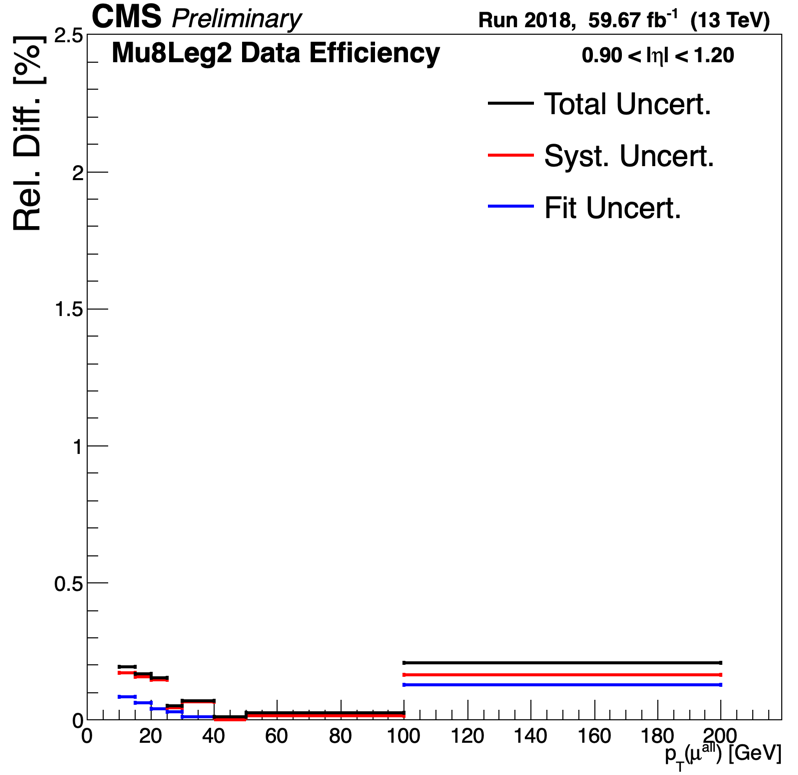 CMS Preliminary
Run 2018, 59.67 fb⁻¹ (13 TeV)
Mu8Leg2 Data Efficiency
0.90 < |η| < 1.20
Total Uncert.
Syst. Uncert.
Fit Uncert.
Rel. Diff. [%]
2.5
2
1.5
1
0.5
0
0 20 40 60 80 100 120 140 160 180 200
p_T(μ^all) [GeV]